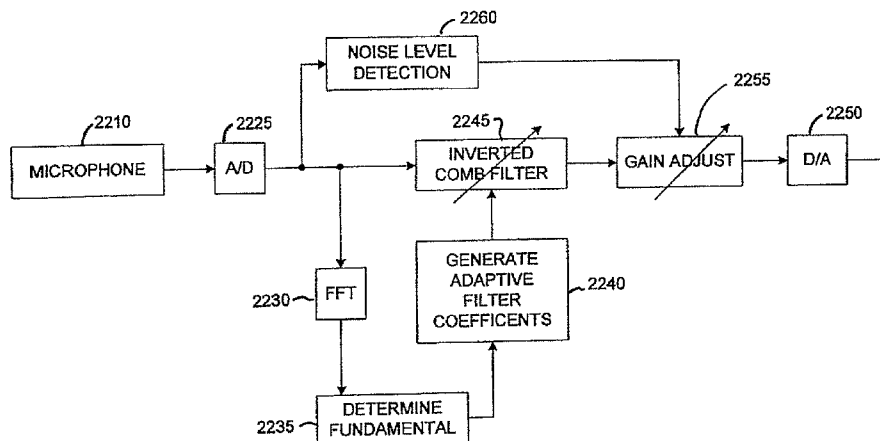 2260
NOISE LEVEL
DETECTION
2255
2210
2225
2245
2250
MICROPHONE
A/D
INVERTED
COMB FILTER
GAIN ADJUST
D/A
2230
FFT
GENERATE
ADAPTIVE
FILTER
COEFFICENTS
2240
2235
DETERMINE
FUNDAMENTAL